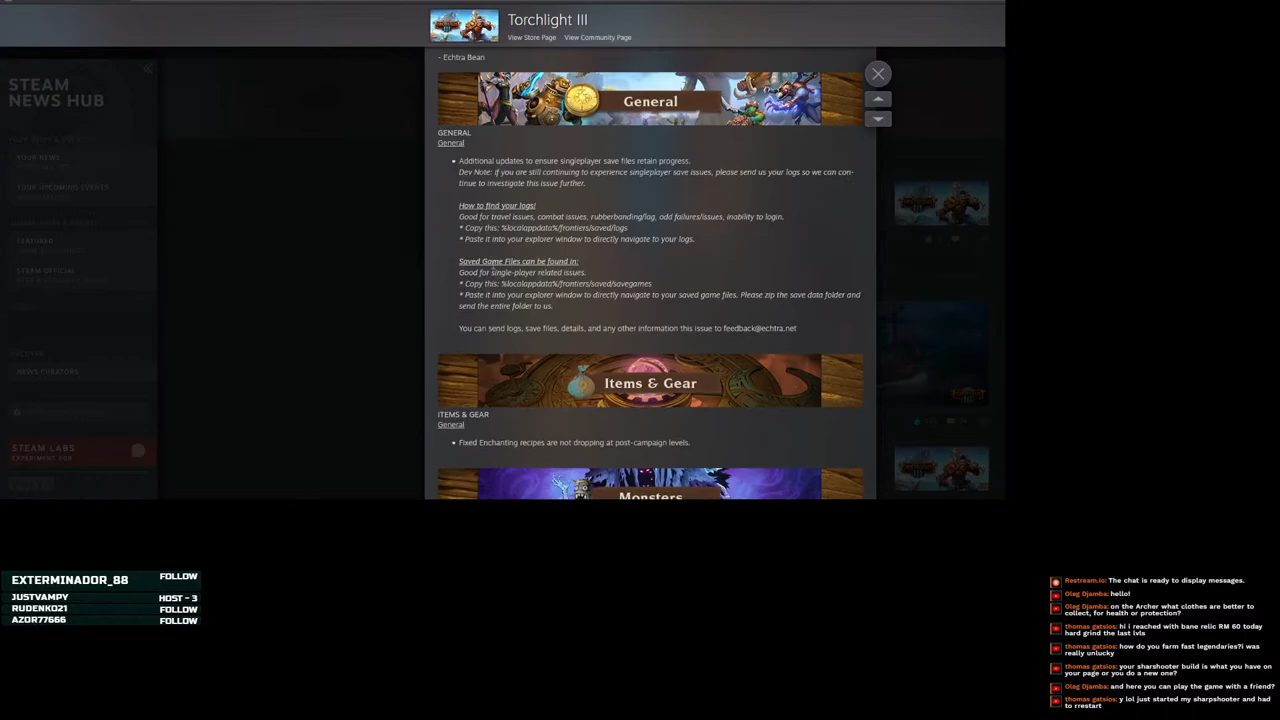 Torchlight III
View Store Page View Community Page
STEAM
NEWS HUB
YOUR NEWS
YOUR UPCOMING EVENTS
FEATURED
STEAM OFFICIAL
NEWS CURATORS
STEAM LABS
- Echtra Bean
General
GENERAL
General
Additional updates to ensure singleplayer save files retain progress.
Dev Note: if you are still continuing to experience singleplayer save issues, please send us your logs so we can con-
tinue to investigate this issue further.
How to find your logs!
Good for travel issues, combat issues, rubberbanding/lag, odd failures/issues, inability to login.
* Copy this: %localappdata%/frontiers/saved/logs
* Paste it into your explorer window to directly navigate to your logs.
Saved Game Files can be found in:
Good for single-player related issues.
* Copy this: %localappdata%/frontiers/saved/savegames
* Paste it into your explorer window to directly navigate to your saved game files. Please zip the save data folder and
send the entire folder to us.
You can send logs, save files, details, and any other information this issue to feedback@echtra.net
Items & Gear
ITEMS & GEAR
General
Fixed Enchanting recipes are not dropping at post-campaign levels.
Monsters
EXTERMINADOR_88 FOLLOW
JUSTVAMPY HOST - 3
RUDENKO21 FOLLOW
AZOR77666 FOLLOW
Restream.io: The chat is ready to display messages.
Oleg Djamba: hello!
Oleg Djamba: on the Archer what clothes are better to
collect, for health or protection?
thomas gatsios: hi i reached with bane relic RM 60 today
hard grind the last lvls
thomas gatsios: how do you farm fast legendaries?i was
really unlucky
thomas gatsios: your sharshooter build is what you have on
your page or you do a new one?
Oleg Djamba: and here you can play the game with a friend?
thomas gatsios: y lol just started my sharpshooter and had
to rrestart